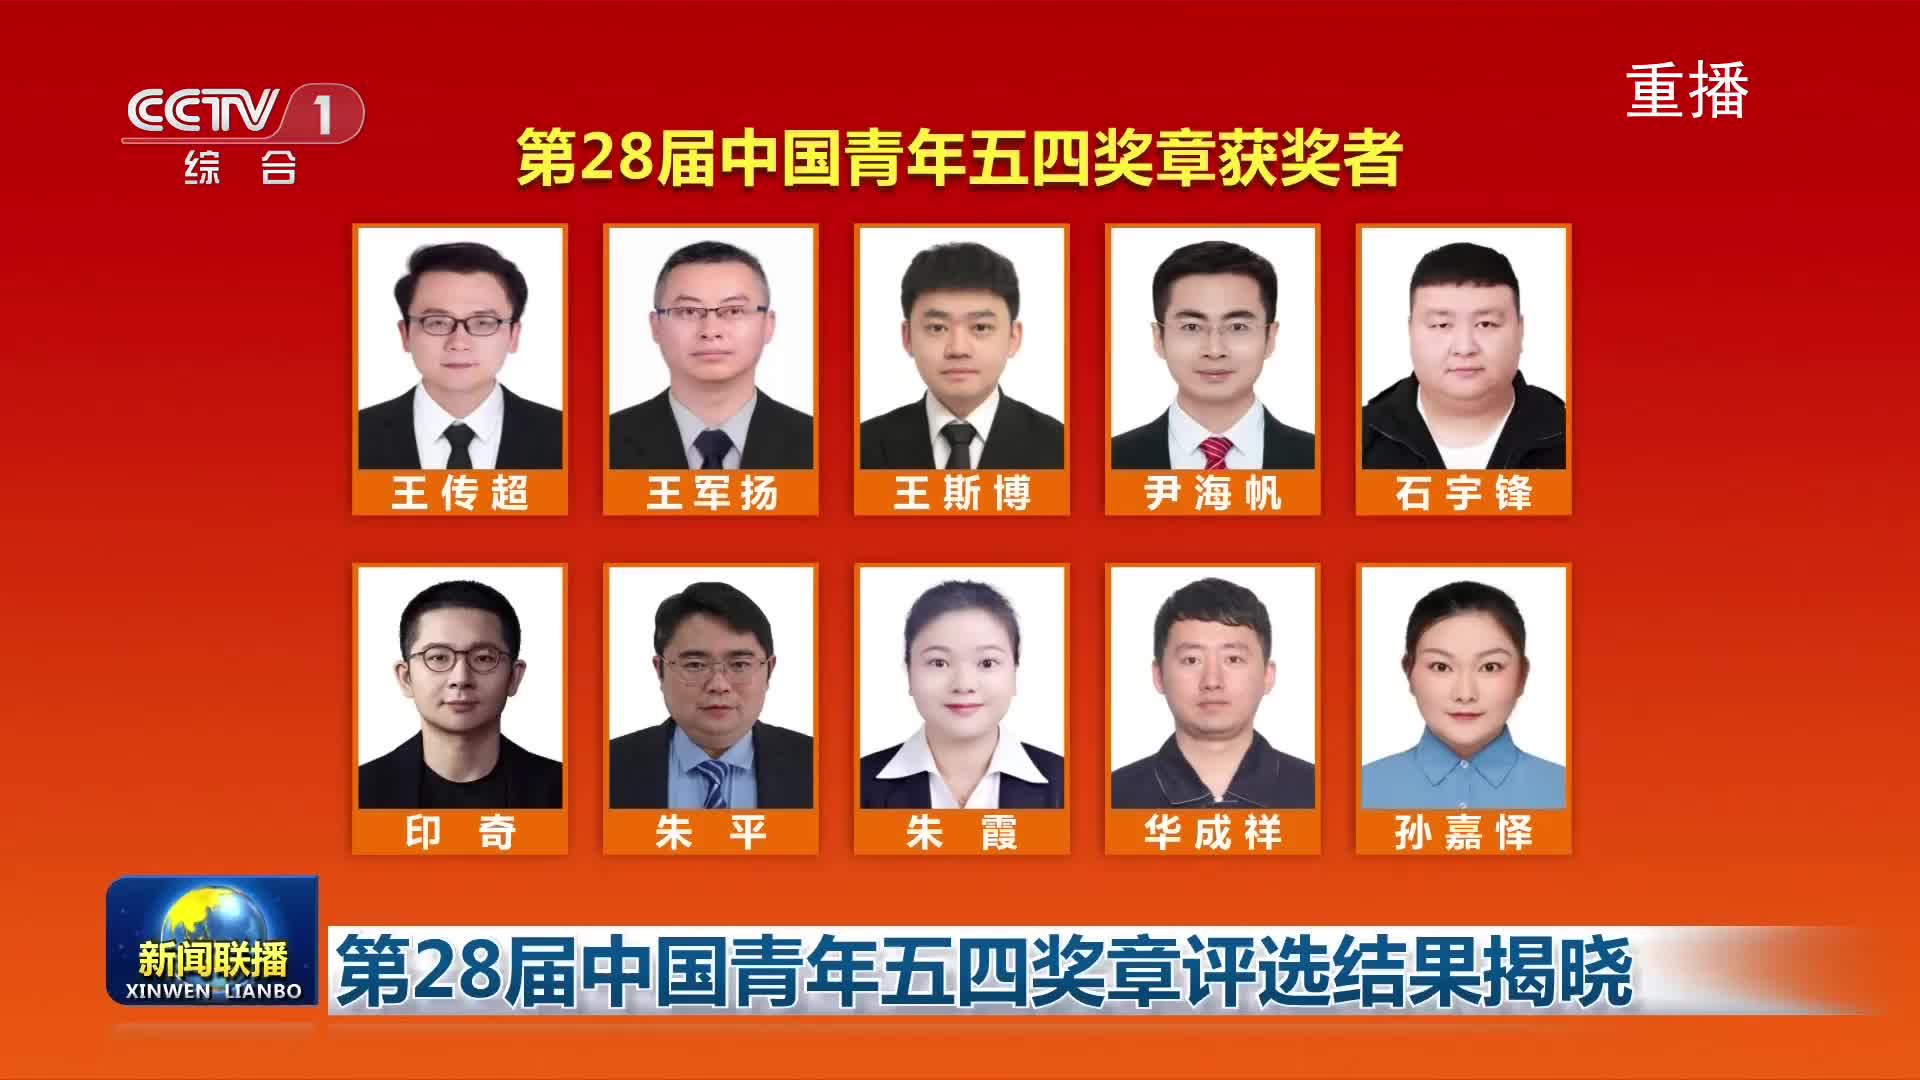 CCTV 1
综 合
重播
第28届中国青年五四奖章获奖者
王传超 王军扬 王斯博 尹海帆 石宇锋
印 奇 朱 平 朱 霞 华成祥 孙嘉怿
新闻联播
XINWEN LIANBO
第28届中国青年五四奖章评选结果揭晓